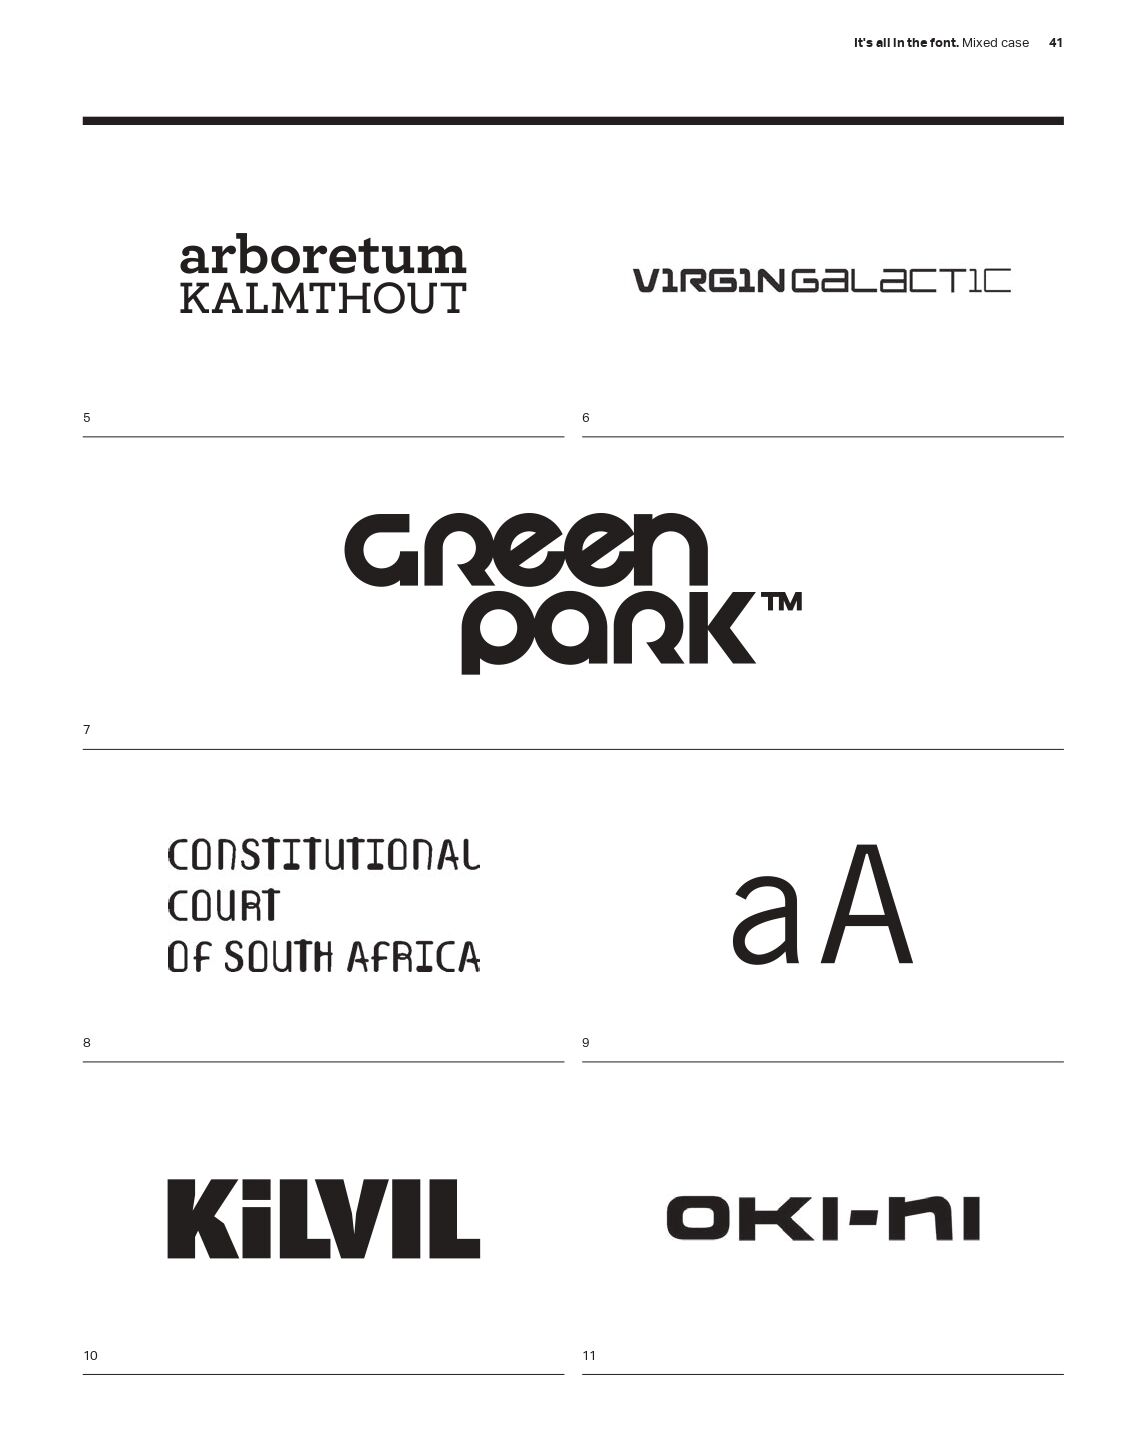 It's all in the font. Mixed case 41
arboretum
KALMTHOUT
V1RG1N GaLaCT1C
5
6
GReen
paRK™
7
COnSTITUTIOnAL
COURT
OF SOUTH AFRICA
aA
8
9
KiLVIL
OKI-nI
10
11